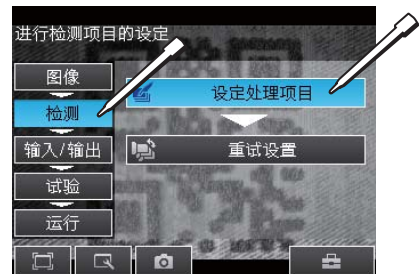 进行检测项目的设定
图像
设定处理项目
检测
输入/输出
重试设置
试验
运行